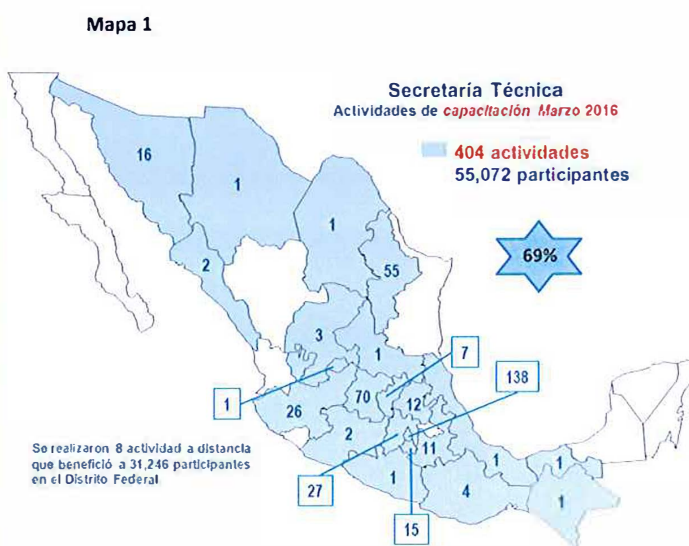 Mapa 1
Secretaría Técnica
Actividades de capacitación Marzo 2016
404 actividades
55,072 participantes
16
1
1
2
55
69%
3
1
7
138
1
26
70
12
2
11
1
1
27
1
4
1
15
Se realizaron 8 actividad a distancia
que benefició a 31,246 participantes
en el Distrito Federal